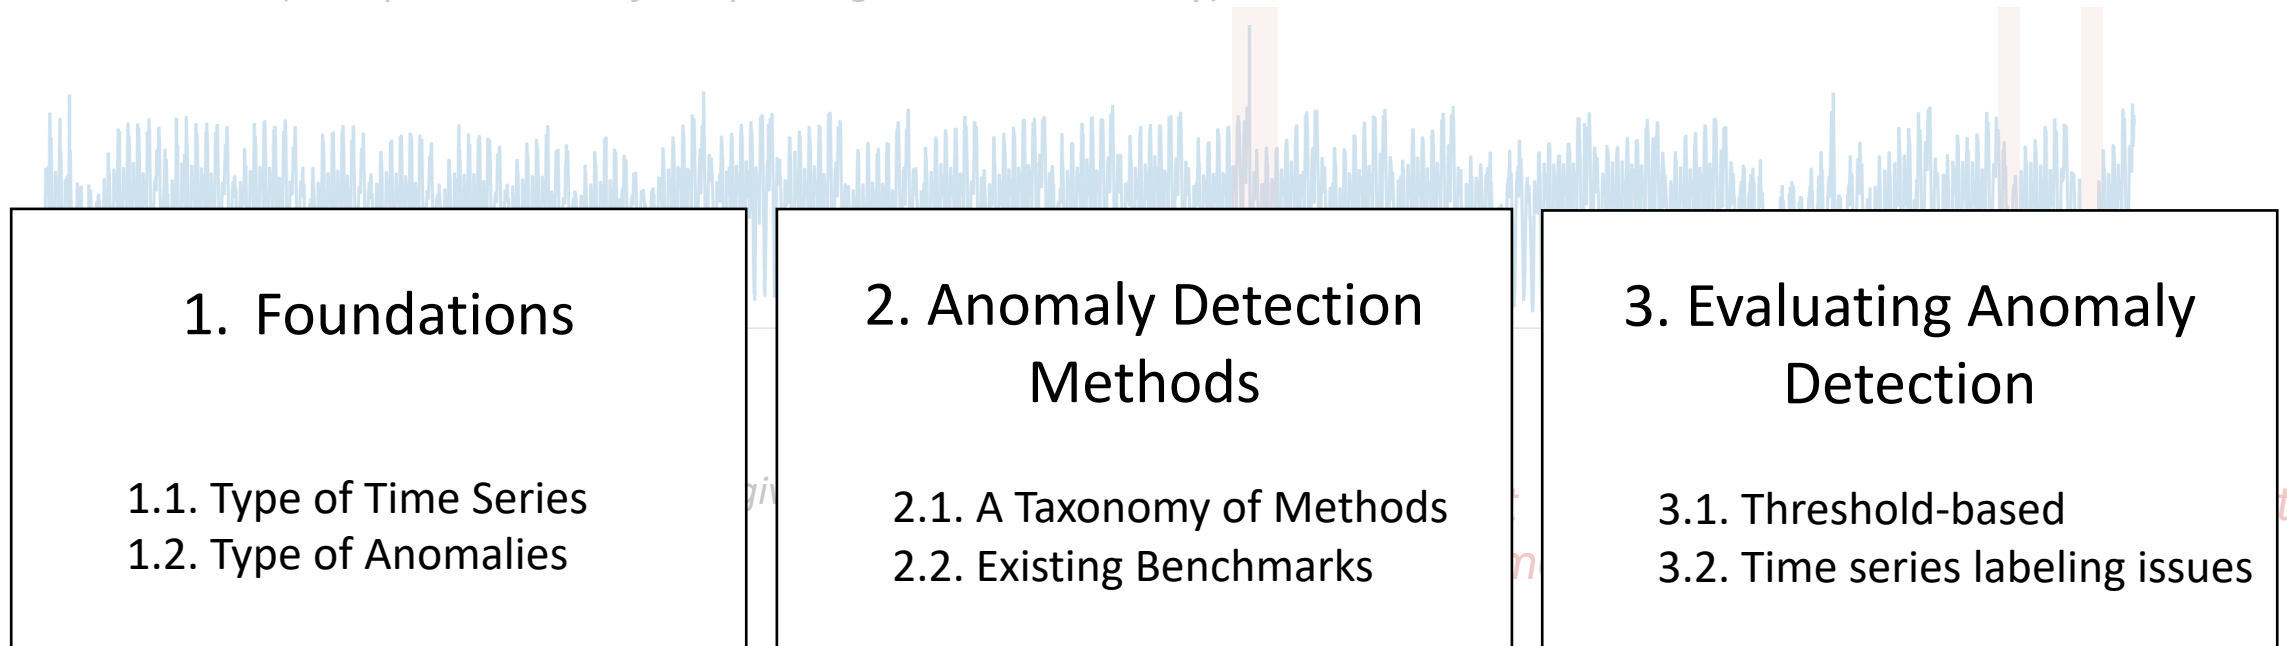 1. Foundations
1.1. Type of Time Series
1.2. Type of Anomalies
2. Anomaly Detection
Methods
2.1. A Taxonomy of Methods
2.2. Existing Benchmarks
3. Evaluating Anomaly
Detection
3.1. Threshold-based
3.2. Time series labeling issues